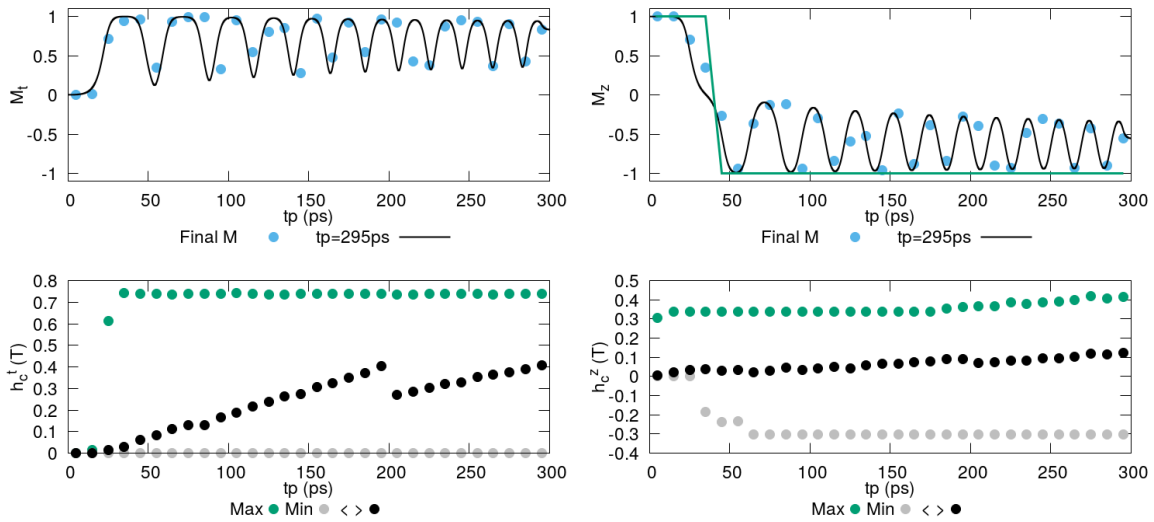 1
0.5
0
-0.5
-1
M_t
0 50 100 150 200 250 300
tp (ps)
Final M tp=295ps
1
0.5
0
-0.5
-1
M_z
0 50 100 150 200 250 300
tp (ps)
Final M tp=295ps
0.8
0.7
0.6
0.5
0.4
0.3
0.2
0.1
0
h_c^t (T)
0 50 100 150 200 250 300
tp (ps)
Max Min < >
0.5
0.4
0.3
0.2
0.1
0
-0.1
-0.2
-0.3
-0.4
h_c^z (T)
0 50 100 150 200 250 300
tp (ps)
Max Min < >